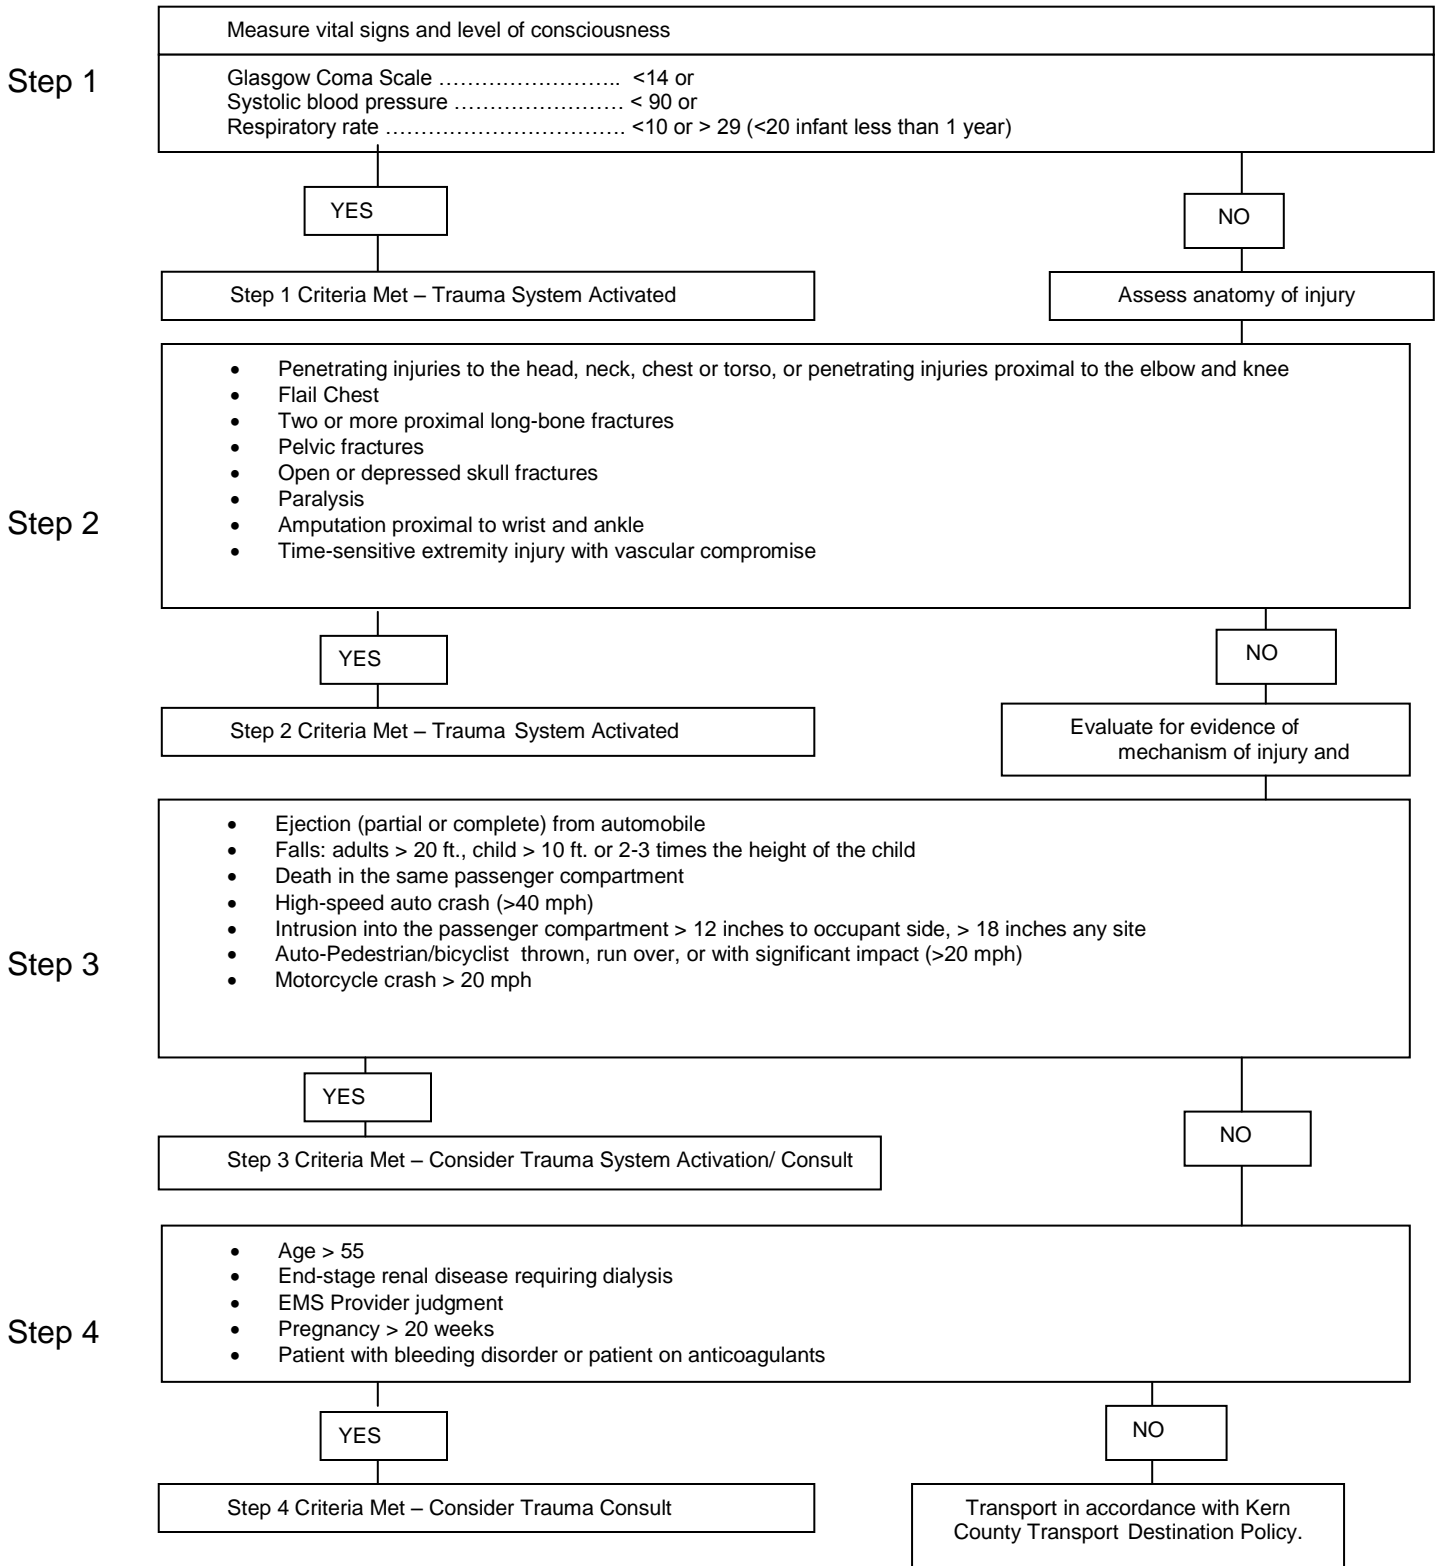 Measure vital signs and level of consciousness
Step 1
Glasgow Coma Scale …………………….. <14 or
Systolic blood pressure …………………… < 90 or
Respiratory rate ……………………………. <10 or > 29 (<20 infant less than 1 year)
YES
NO
Step 1 Criteria Met – Trauma System Activated
Assess anatomy of injury
Step 2
• Penetrating injuries to the head, neck, chest or torso, or penetrating injuries proximal to the elbow and knee
• Flail Chest
• Two or more proximal long-bone fractures
• Pelvic fractures
• Open or depressed skull fractures
• Paralysis
• Amputation proximal to wrist and ankle
• Time-sensitive extremity injury with vascular compromise
YES
NO
Step 2 Criteria Met – Trauma System Activated
Evaluate for evidence of
mechanism of injury and
Step 3
• Ejection (partial or complete) from automobile
• Falls: adults > 20 ft., child > 10 ft. or 2-3 times the height of the child
• Death in the same passenger compartment
• High-speed auto crash (>40 mph)
• Intrusion into the passenger compartment > 12 inches to occupant side, > 18 inches any site
• Auto-Pedestrian/bicyclist thrown, run over, or with significant impact (>20 mph)
• Motorcycle crash > 20 mph
YES
NO
Step 3 Criteria Met – Consider Trauma System Activation/ Consult
Step 4
• Age > 55
• End-stage renal disease requiring dialysis
• EMS Provider judgment
• Pregnancy > 20 weeks
• Patient with bleeding disorder or patient on anticoagulants
YES
NO
Step 4 Criteria Met – Consider Trauma Consult
Transport in accordance with Kern
County Transport Destination Policy.